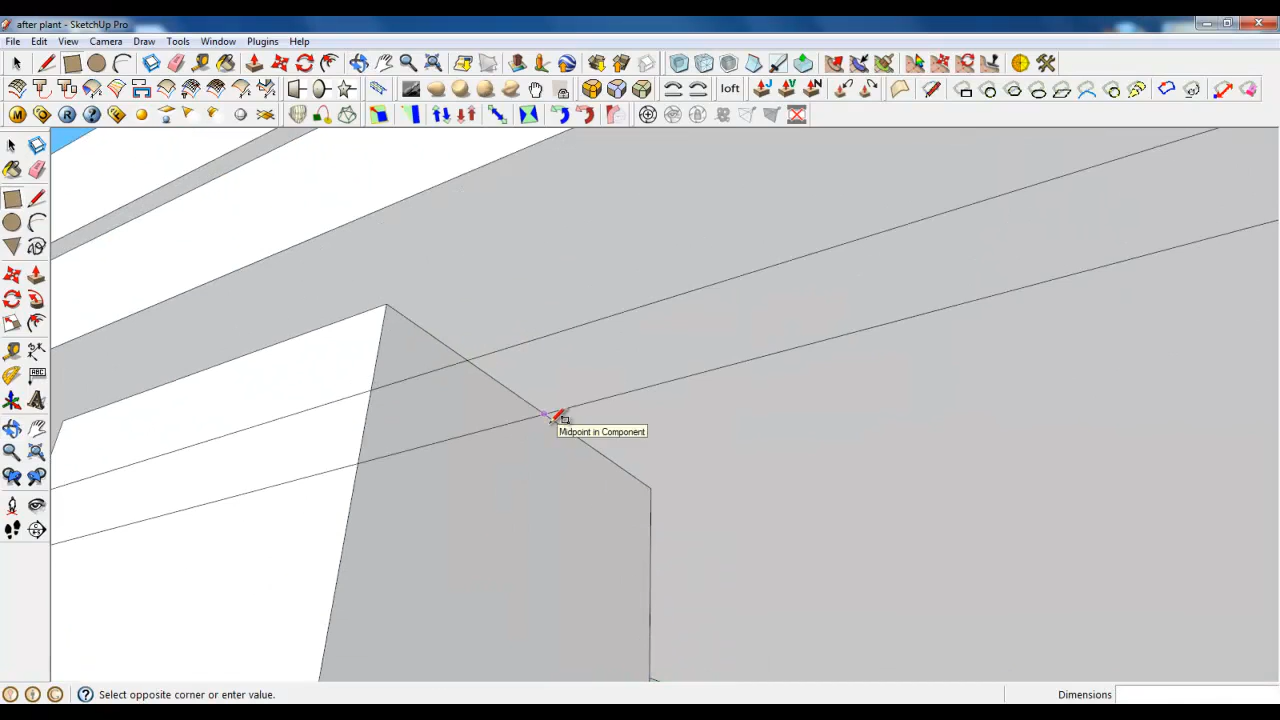 after plant - SketchUp Pro
File Edit View Camera Draw Tools Window Plugins Help
loft
Midpoint in Component
Select opposite corner or enter value.
Dimensions